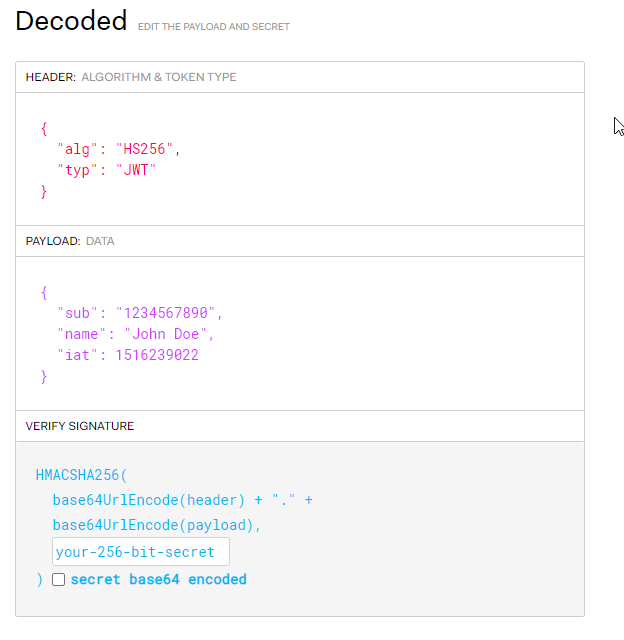 Decoded EDIT THE PAYLOAD AND SECRET
HEADER: ALGORITHM & TOKEN TYPE
{
"alg": "HS256",
"typ": "JWT"
}
PAYLOAD: DATA
{
"sub": "1234567890",
"name": "John Doe",
"iat": 1516239022
}
VERIFY SIGNATURE
HMACSHA256(
base64UrlEncode(header) + "." +
base64UrlEncode(payload),
your-256-bit-secret
) secret base64 encoded